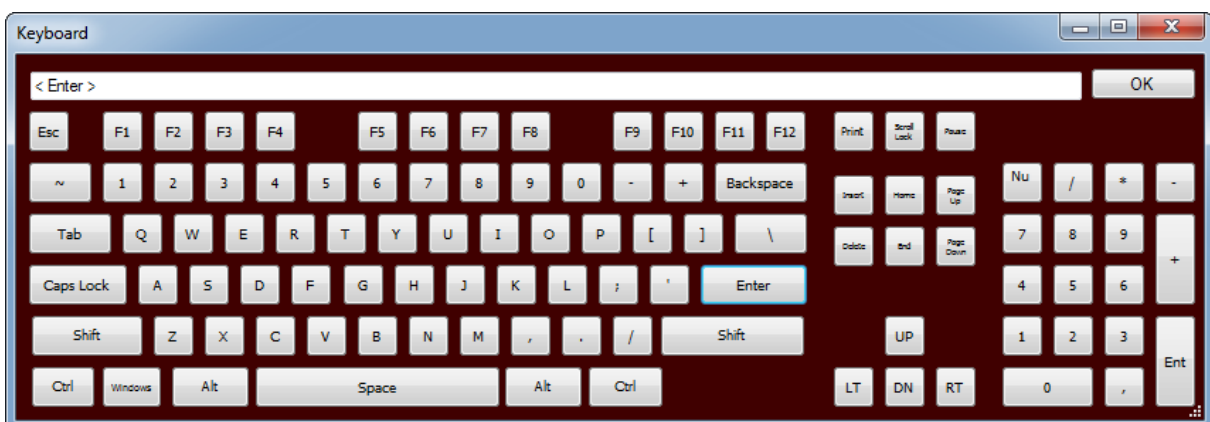 Keyboard
< Enter > OK
Esc F1 F2 F3 F4 F5 F6 F7 F8 F9 F10 F11 F12 Print Scroll Lock Pause
~ 1 2 3 4 5 6 7 8 9 0 - + Backspace Insert Home Page Up Nu / * -
Tab Q W E R T Y U I O P [ ] \ Delete End Page Down 7 8 9 +
Caps Lock A S D F G H J K L ; ' Enter 4 5 6
Shift Z X C V B N M , . / Shift UP 1 2 3 Ent
Ctrl Windows Alt Space Alt Ctrl LT DN RT 0 ,